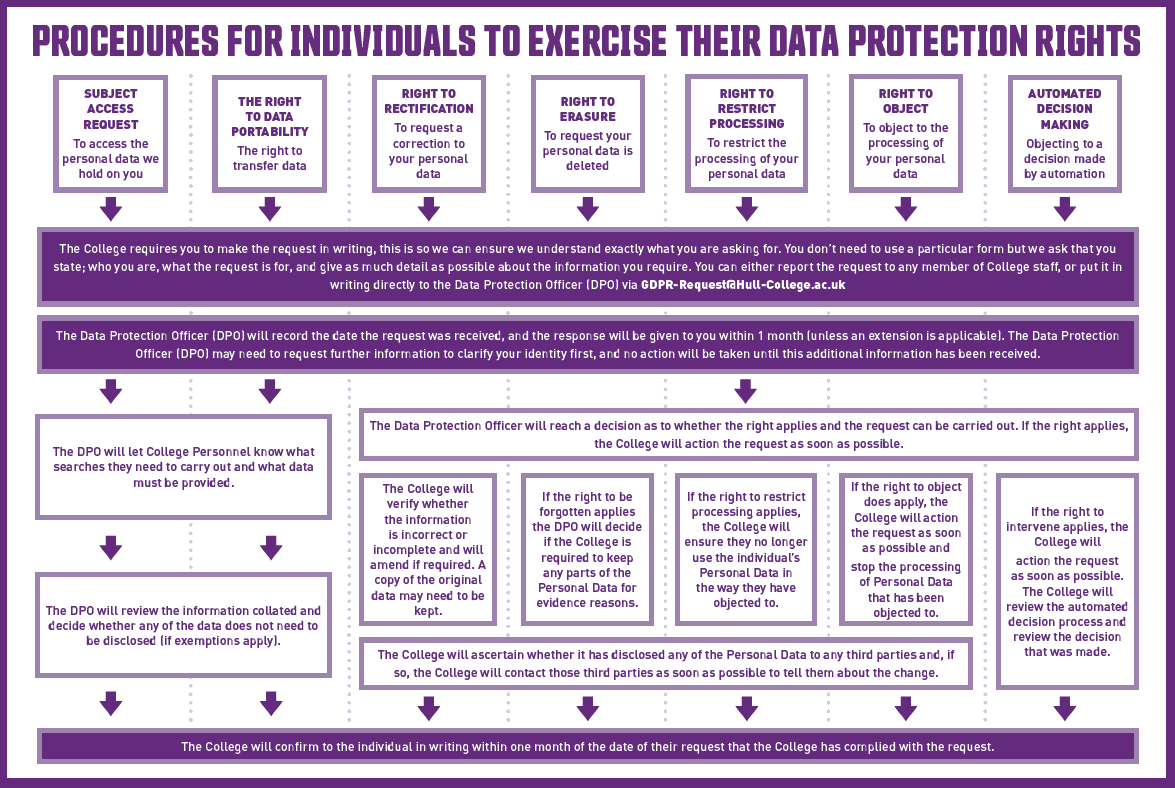 PROCEDURES FOR INDIVIDUALS TO EXERCISE THEIR DATA PROTECTION RIGHTS
SUBJECT
ACCESS
REQUEST
To access the
personal data we
hold on you
THE RIGHT
TO DATA
PORTABILITY
The right to
transfer data
RIGHT TO
RECTIFICATION
To request a
correction to
your personal
data
RIGHT TO
ERASURE
To request your
personal data is
deleted
RIGHT TO
RESTRICT
PROCESSING
To restrict the
processing of your
personal data
RIGHT TO
OBJECT
To object to the
processing of
your personal
data
AUTOMATED
DECISION
MAKING
Objecting to a
decision made
by automation
The College requires you to make the request in writing, this is so we can ensure we understand exactly what you are asking for. You don't need to use a particular form but we ask that you
state; who you are, what the request is for, and give as much detail as possible about the information you require. You can either report the request to any member of College staff, or put it in
writing directly to the Data Protection Officer (DPO) via GDPR-Request@Hull-College.ac.uk
The Data Protection Officer (DPO) will record the date the request was received, and the response will be given to you within 1 month (unless an extension is applicable). The Data Protection
Officer (DPO) may need to request further information to clarify your identity first, and no action will be taken until this additional information has been received.
The DPO will let College Personnel know what
searches they need to carry out and what data
must be provided.
The DPO will review the information collated and
decide whether any of the data does not need to
be disclosed (if exemptions apply).
The Data Protection Officer will reach a decision as to whether the right applies and the request can be carried out. If the right applies,
the College will action the request as soon as possible.
The College will
verify whether
the information
is incorrect or
incomplete and will
amend if required. A
copy of the original
data may need to be
kept.
If the right to be
forgotten applies
the DPO will decide
if the College is
required to keep
any parts of the
Personal Data for
evidence reasons.
If the right to restrict
processing applies,
the College will
ensure they no longer
use the individual's
Personal Data in
the way they have
objected to.
If the right to object
does apply, the
College will action
the request as soon
as possible and
stop the processing
of Personal Data
that has been
objected to.
If the right to
intervene applies, the
College will
action the request
as soon as possible.
The College will
review the automated
decision process and
review the decision
that was made.
The College will ascertain whether it has disclosed any of the Personal Data to any third parties and, if
so, the College will contact those third parties as soon as possible to tell them about the change.
The College will confirm to the individual in writing within one month of the date of their request that the College has complied with the request.